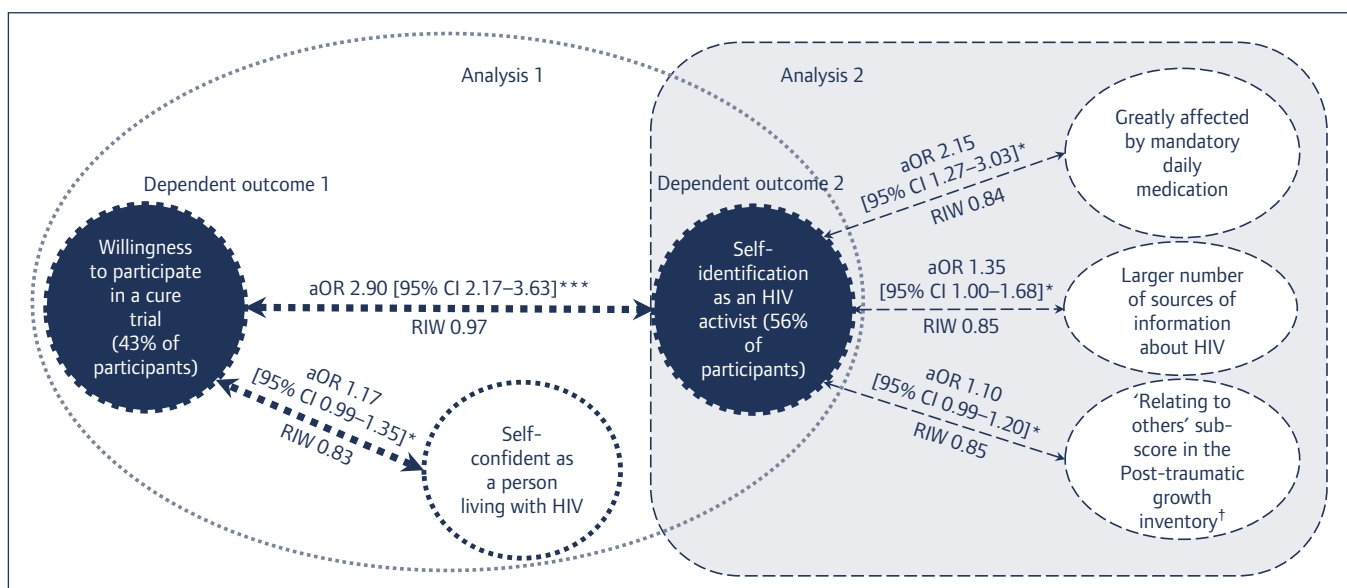 Analysis 1
Analysis 2
Dependent outcome 1
Willingness
to participate
in a cure
trial
(43% of
participants)
aOR 2.90 [95% CI 2.17–3.63]***
RIW 0.97
aOR 1.17
[95% CI 0.99–1.35]*
RIW 0.83
Self-
confident as
a person
living with HIV
Dependent outcome 2
Self-
identification
as an HIV
activist (56%
of
participants)
aOR 2.15
[95% CI 1.27–3.03]*
RIW 0.84
Greatly affected
by mandatory
daily
medication
aOR 1.35
[95% CI 1.00–1.68]*
RIW 0.85
Larger number
of sources of
information
about HIV
aOR 1.10
[95% CI 0.99–1.20]*
RIW 0.85
‘Relating to
others’ sub-
score in the
Post-traumatic
growth
inventory†